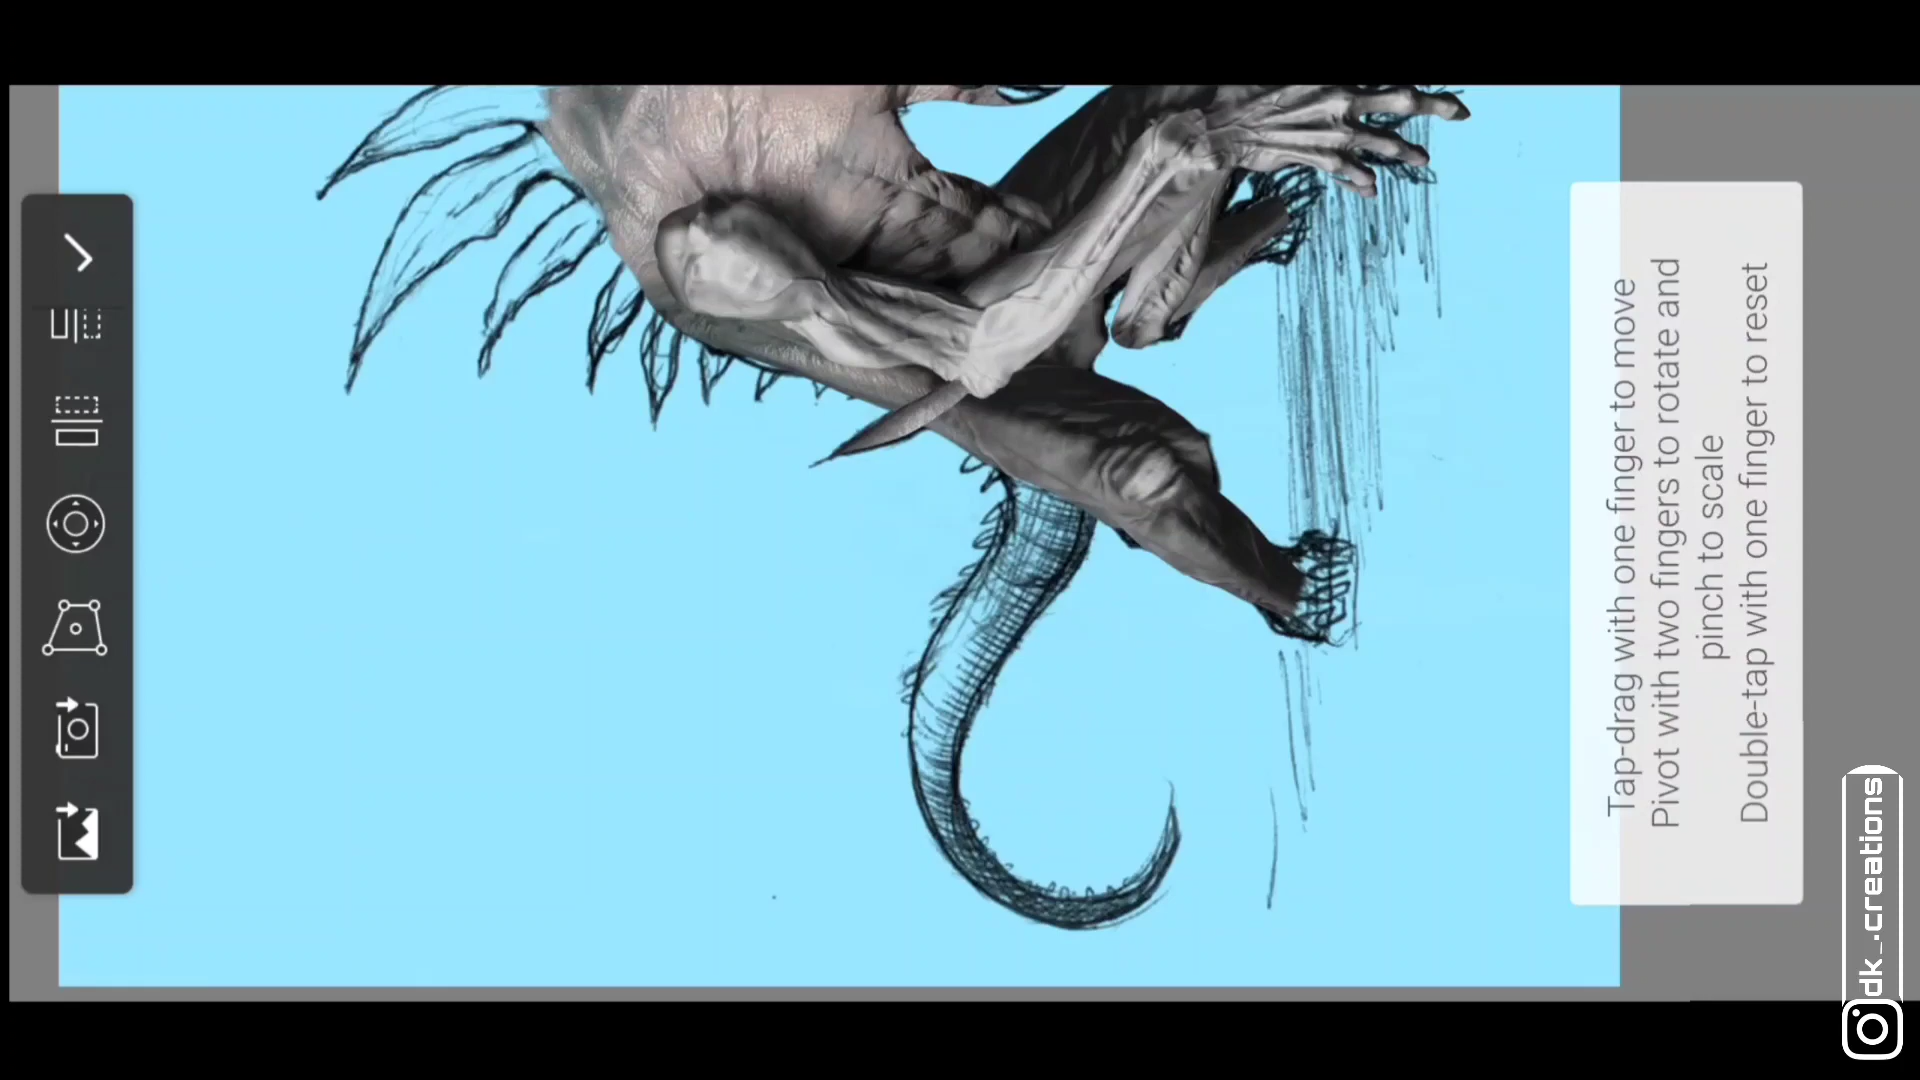 Tap-drag with one finger to move
Pivot with two fingers to rotate and
pinch to scale
Double-tap with one finger to reset
dk_.creations